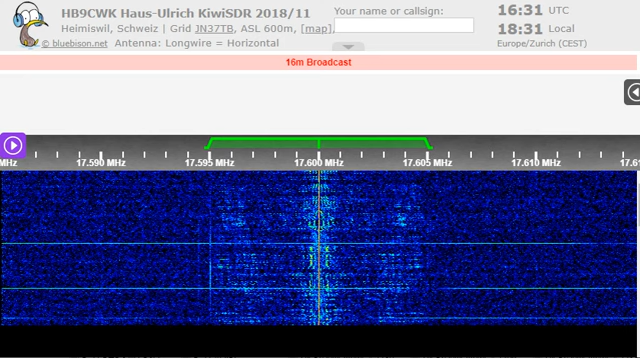 HB9CWK Haus-Ulrich KiwiSDR 2018/11
Heimiswil, Schweiz | Grid JN37TB, ASL 600m, [map]
© bluebison.net Antenna: Longwire = Horizontal
Your name or callsign:
16:31 UTC
18:31 Local
Europe/Zurich (CEST)
16m Broadcast
MHz 17.590 MHz 17.595 MHz 17.600 MHz 17.605 MHz 17.610 MHz 17.61